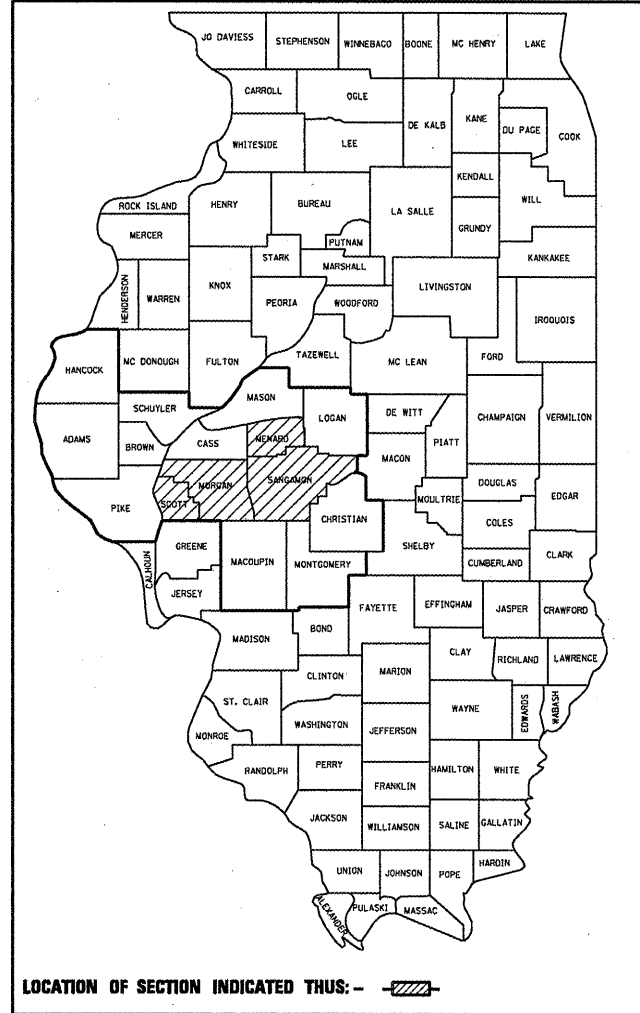 JO DAVIESS STEPHENSON WINNEBAGO BOONE MC HENRY LAKE
CARROLL OGLE DE KALB KANE DU PAGE COOK
WHITESIDE LEE
KENDALL WILL
ROCK ISLAND HENRY BUREAU LA SALLE GRUNDY
MERCER PUTNAM KANKAKEE
STARK MARSHALL
HENDERSON WARREN KNOX PEORIA WOODFORD LIVINGSTON IROQUOIS
HANCOCK MC DONOUGH FULTON TAZEWELL MC LEAN FORD
MASON
SCHUYLER LOGAN DE WITT CHAMPAIGN VERMILION
ADAMS BROWN CASS MENARD MACON PIATT
PIKE SCOTT MORGAN SANGAMON MOULTRIE DOUGLAS EDGAR
CHRISTIAN COLES
CALHOUN GREENE MACOUPIN MONTGOMERY SHELBY CUMBERLAND CLARK
JERSEY FAYETTE EFFINGHAM JASPER CRAWFORD
MADISON BOND
CLAY RICHLAND LAWRENCE
CLINTON MARION
ST. CLAIR WAYNE EDWARDS WABASH
WASHINGTON JEFFERSON
MONROE
RANDOLPH PERRY HAMILTON WHITE
FRANKLIN
JACKSON WILLIAMSON SALINE GALLATIN
UNION JOHNSON POPE HARDIN
ALEXANDER PULASKI MASSAC
LOCATION OF SECTION INDICATED THUS: -